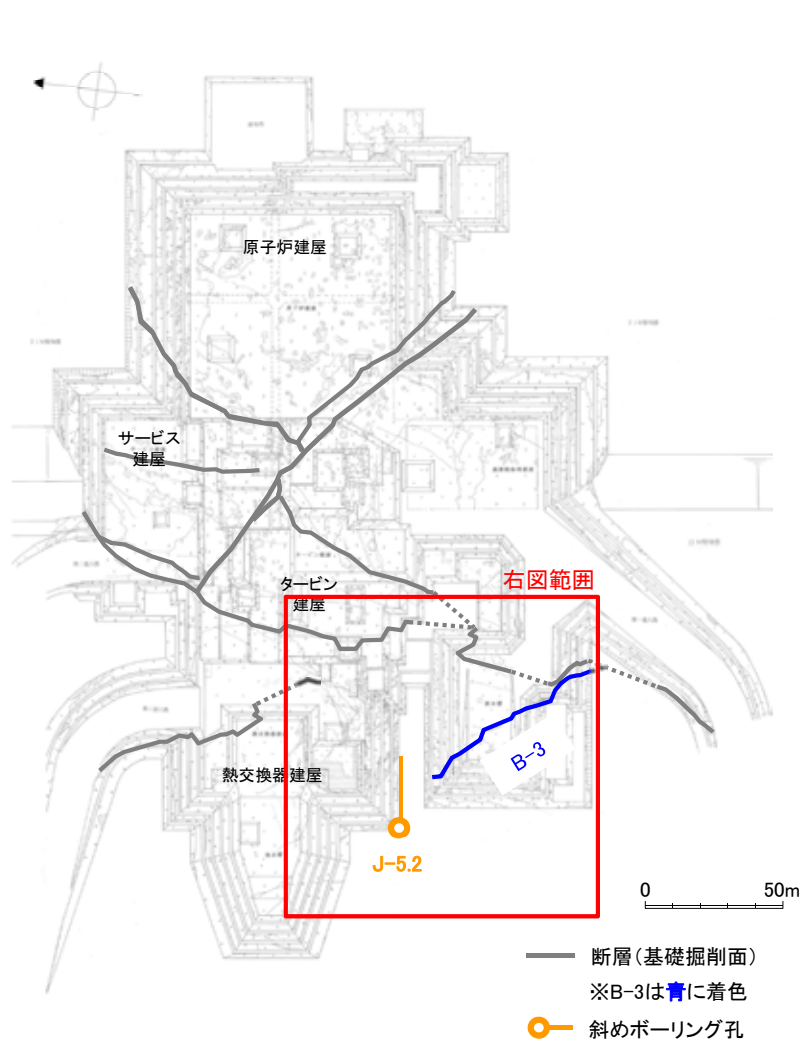 原子炉建屋
サービス
建屋
タービン
建屋
右図範囲
B-3
熱交換器建屋
J-5.2
0 50m
断層(基礎掘削面)
※B-3は青に着色
斜めボーリング孔